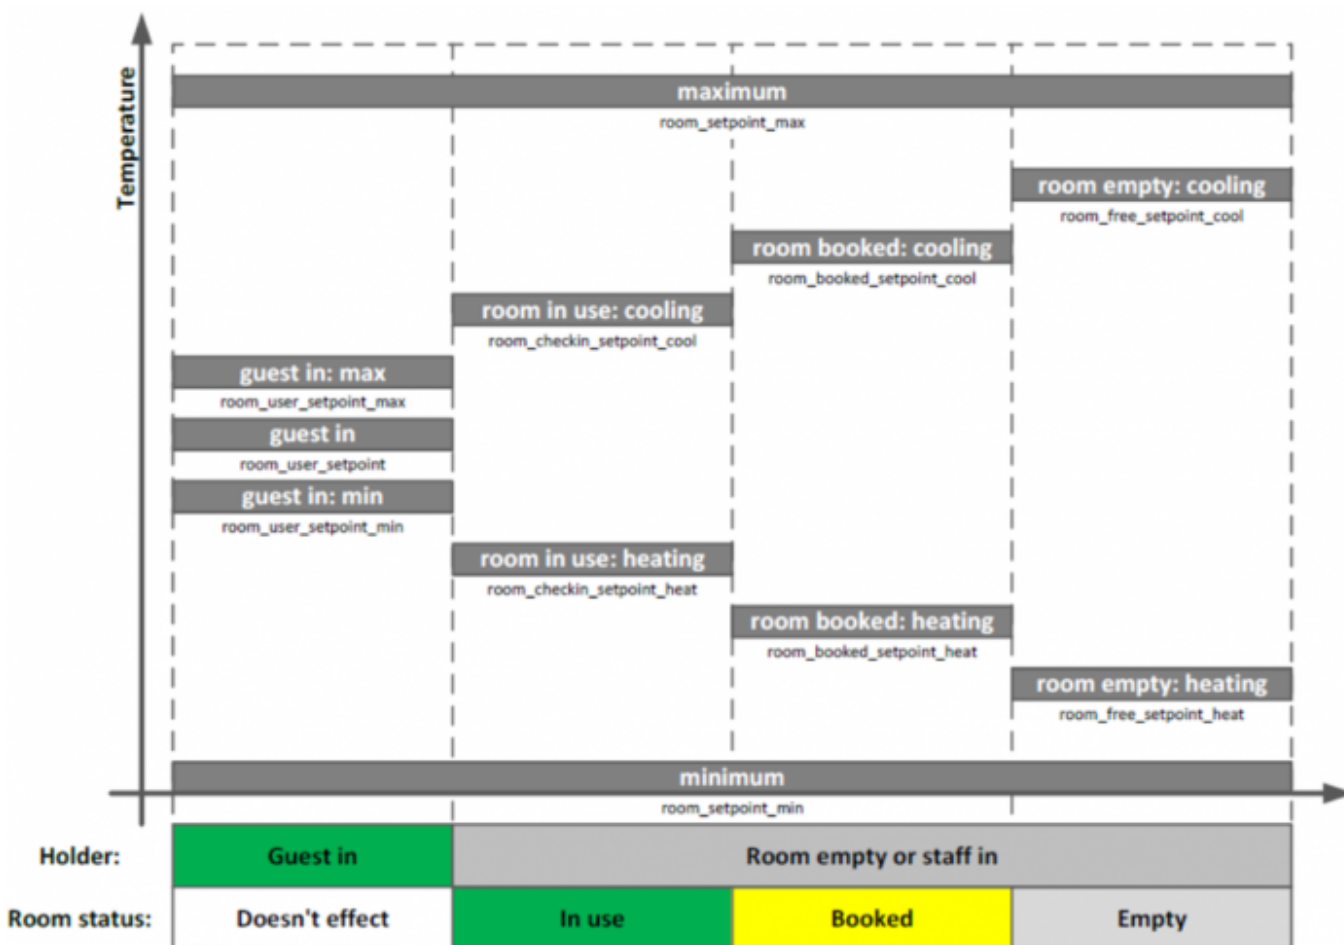 Temperature
maximum
room_setpoint_max
room empty: cooling
room_free_setpoint_cool
room booked: cooling
room_booked_setpoint_cool
room in use: cooling
room_checkin_setpoint_cool
guest in: max
room_user_setpoint_max
guest in
room_user_setpoint
guest in: min
room_user_setpoint_min
room in use: heating
room_checkin_setpoint_heat
room booked: heating
room_booked_setpoint_heat
room empty: heating
room_free_setpoint_heat
minimum
room_setpoint_min
Holder: Guest in Room empty or staff in
Room status: Doesn't effect In use Booked Empty